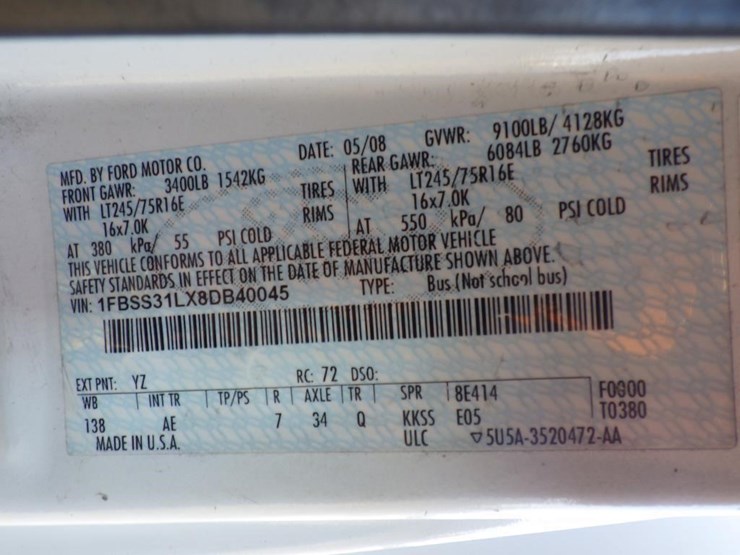 MFD. BY FORD MOTOR CO. DATE: 05/08 GVWR: 9100LB/ 4128KG
FRONT GAWR: 3400LB 1542KG REAR GAWR: 6084LB 2760KG
WITH LT245/75R16E TIRES WITH LT245/75R16E TIRES
16x7.0K RIMS 16x7.0K RIMS
AT 380 kPa/ 55 PSI COLD AT 550 kPa/ 80 PSI COLD
THIS VEHICLE CONFORMS TO ALL APPLICABLE FEDERAL MOTOR VEHICLE
SAFETY STANDARDS IN EFFECT ON THE DATE OF MANUFACTURE SHOWN ABOVE.
VIN: 1FBSS31LX8DB40045 TYPE: Bus (Not school bus)
EXT PNT: YZ RC: 72 DSO:
WB INT TR TP/PS R AXLE TR SPR 8E414 F0900
138 AE 7 34 Q KKSS E05 T0380
MADE IN U.S.A. ULC 5U5A-3520472-AA